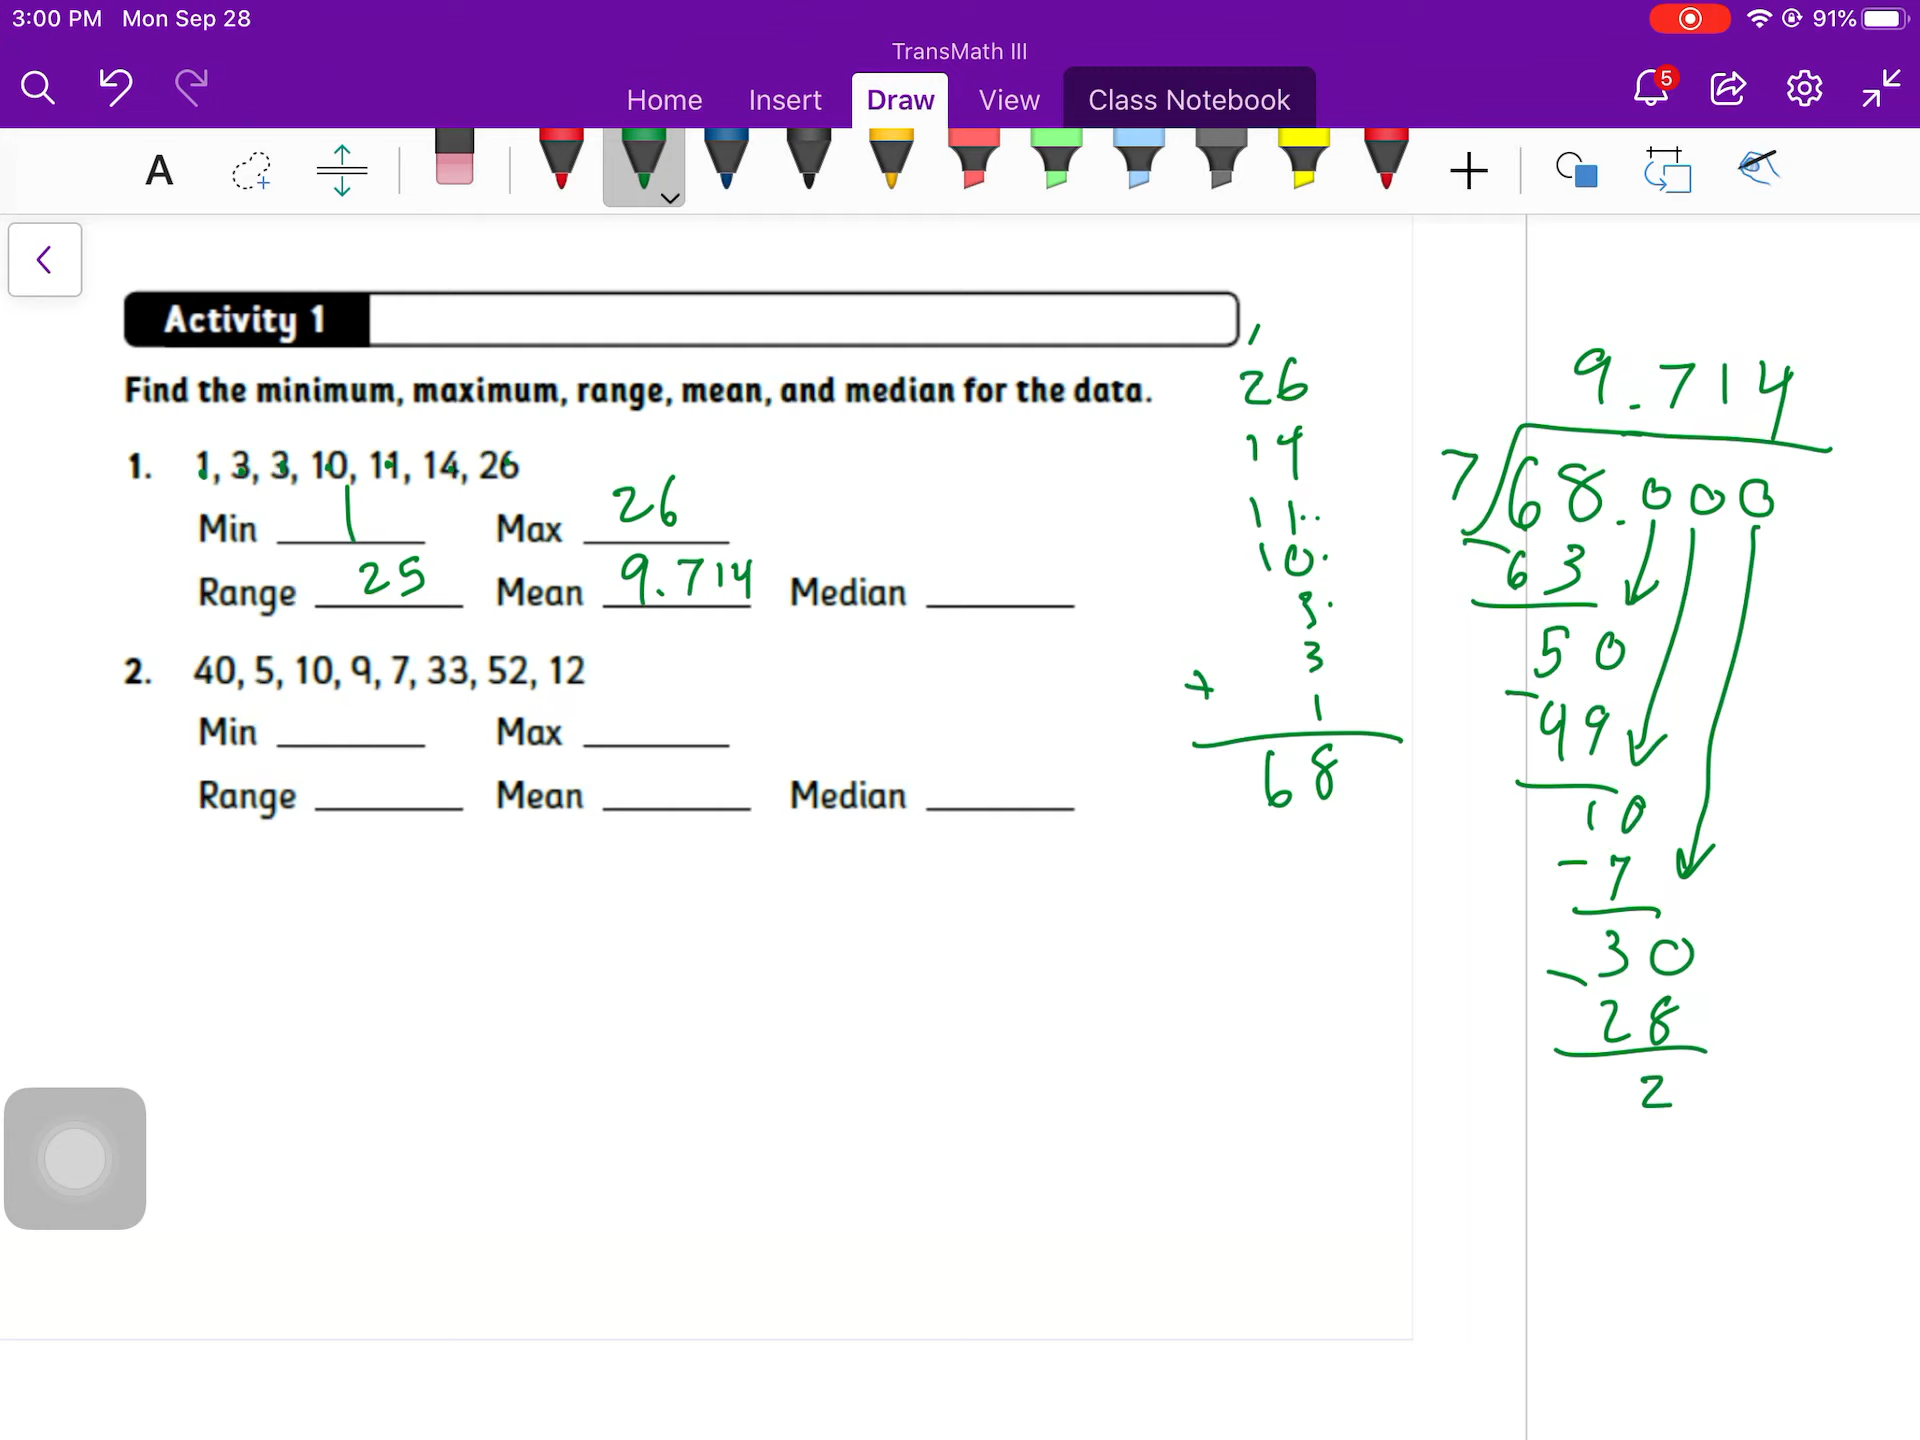 3:00 PM Mon Sep 28
91%
TransMath III
Home Insert Draw View Class Notebook
5
A
Activity 1
Find the minimum, maximum, range, mean, and median for the data.
1. 1, 3, 3, 10, 11, 14, 26
Min 1 Max 26
Range 25 Mean 9.714 Median
2. 40, 5, 10, 9, 7, 33, 52, 12
Min Max
Range Mean Median
1
26
14
11
10
3
3
+ 1
68
9.714
7 68.000
- 63
50
- 49
10
- 7
30
- 28
2